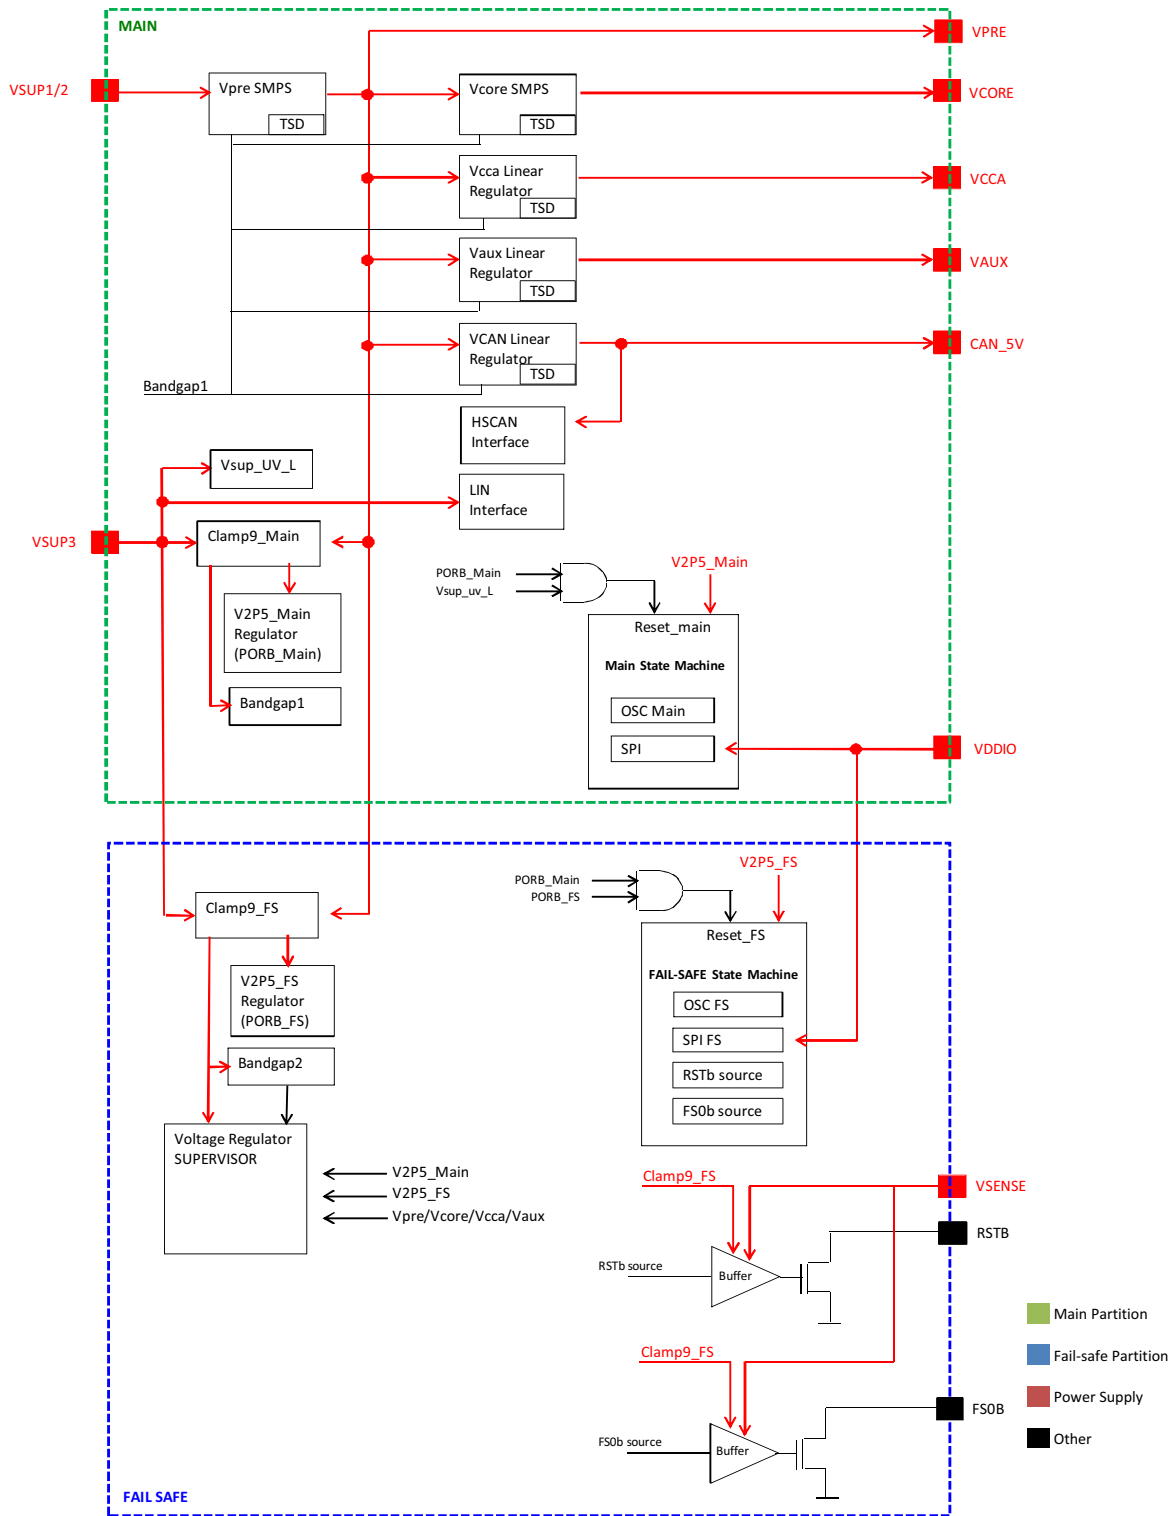 MAIN
VPRE
VSUP1/2
Vpre SMPS
TSD
Vcore SMPS
TSD
VCORE
Vcca Linear
Regulator
TSD
VCCA
Vaux Linear
Regulator
TSD
VAUX
VCAN Linear
Regulator
TSD
CAN_5V
Bandgap1
HSCAN
Interface
Vsup_UV_L
LIN
Interface
VSUP3
Clamp9_Main
PORB_Main
Vsup_uv_L
V2P5_Main
V2P5_Main
Regulator
(PORB_Main)
Reset_main
Main State Machine
Bandgap1
OSC Main
SPI
VDDIO
PORB_Main
PORB_FS
V2P5_FS
Clamp9_FS
Reset_FS
V2P5_FS
Regulator
(PORB_FS)
FAIL-SAFE State Machine
OSC FS
SPI FS
RSTb source
FS0b source
Bandgap2
Voltage Regulator
SUPERVISOR
V2P5_Main
V2P5_FS
Vpre/Vcore/Vcca/Vaux
Clamp9_FS
VSENSE
RSTB
RSTb source
Buffer
Clamp9_FS
FS0B
FS0b source
Buffer
Main Partition
Fail-safe Partition
Power Supply
Other
FAIL SAFE